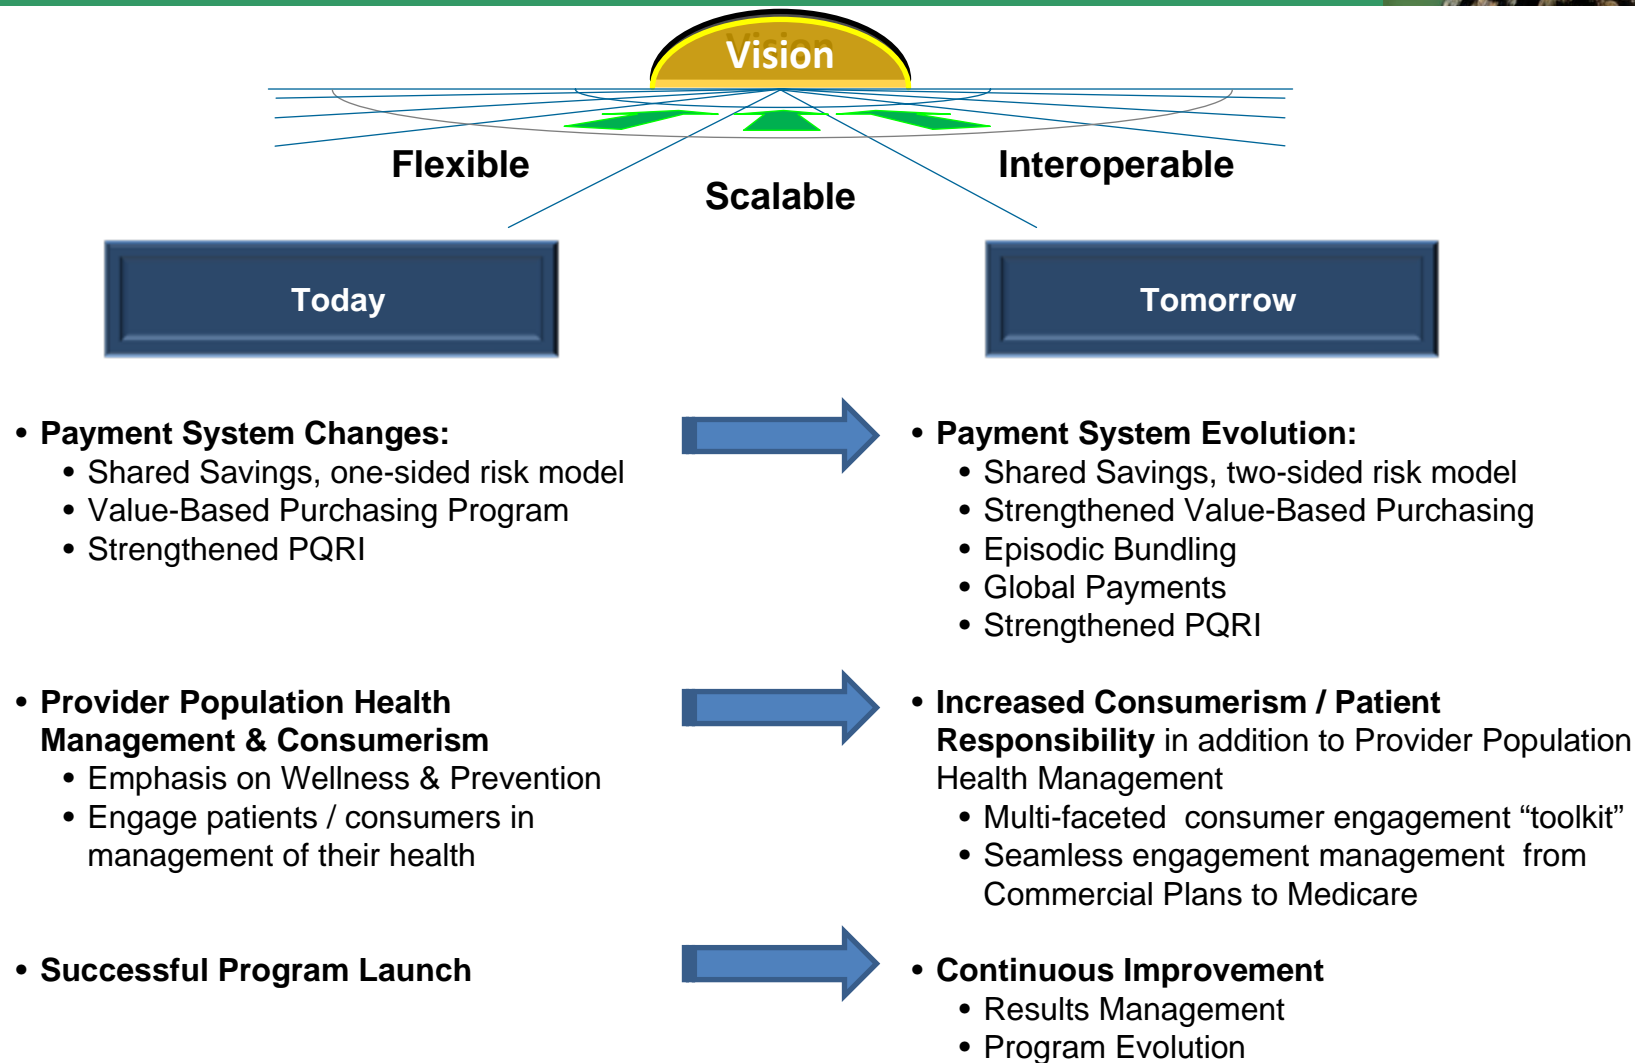 Vision
Flexible
Scalable
Interoperable
Today
Tomorrow
• Payment System Changes:
• Shared Savings, one-sided risk model
• Value-Based Purchasing Program
• Strengthened PQRI
• Payment System Evolution:
• Shared Savings, two-sided risk model
• Strengthened Value-Based Purchasing
• Episodic Bundling
• Global Payments
• Strengthened PQRI
• Provider Population Health
Management & Consumerism
• Emphasis on Wellness & Prevention
• Engage patients / consumers in
management of their health
• Increased Consumerism / Patient
Responsibility in addition to Provider Population
Health Management
• Multi-faceted consumer engagement “toolkit”
• Seamless engagement management from
Commercial Plans to Medicare
• Successful Program Launch
• Continuous Improvement
• Results Management
• Program Evolution